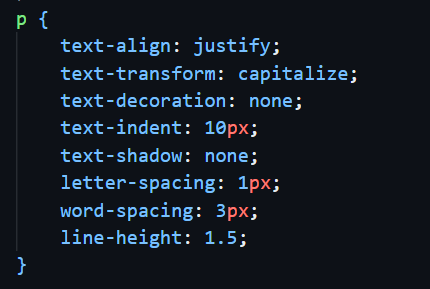 p {
    text-align: justify;
    text-transform: capitalize;
    text-decoration: none;
    text-indent: 10px;
    text-shadow: none;
    letter-spacing: 1px;
    word-spacing: 3px;
    line-height: 1.5;
}